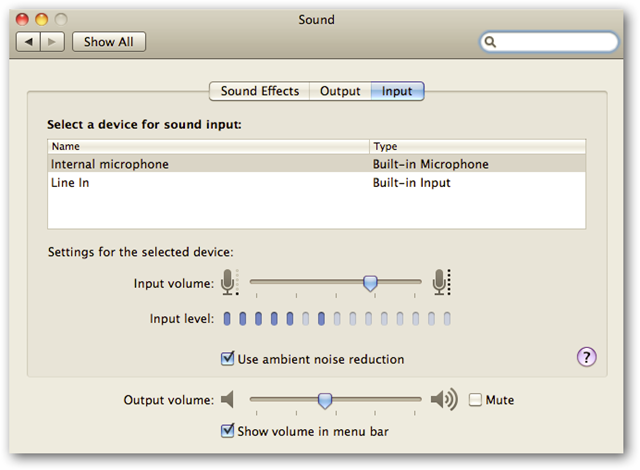 Sound
Show All
Sound Effects Output Input
Select a device for sound input:
Name Type
Internal microphone Built-in Microphone
Line In Built-in Input
Settings for the selected device:
Input volume:
Input level:
Use ambient noise reduction ?
Output volume: Mute
Show volume in menu bar